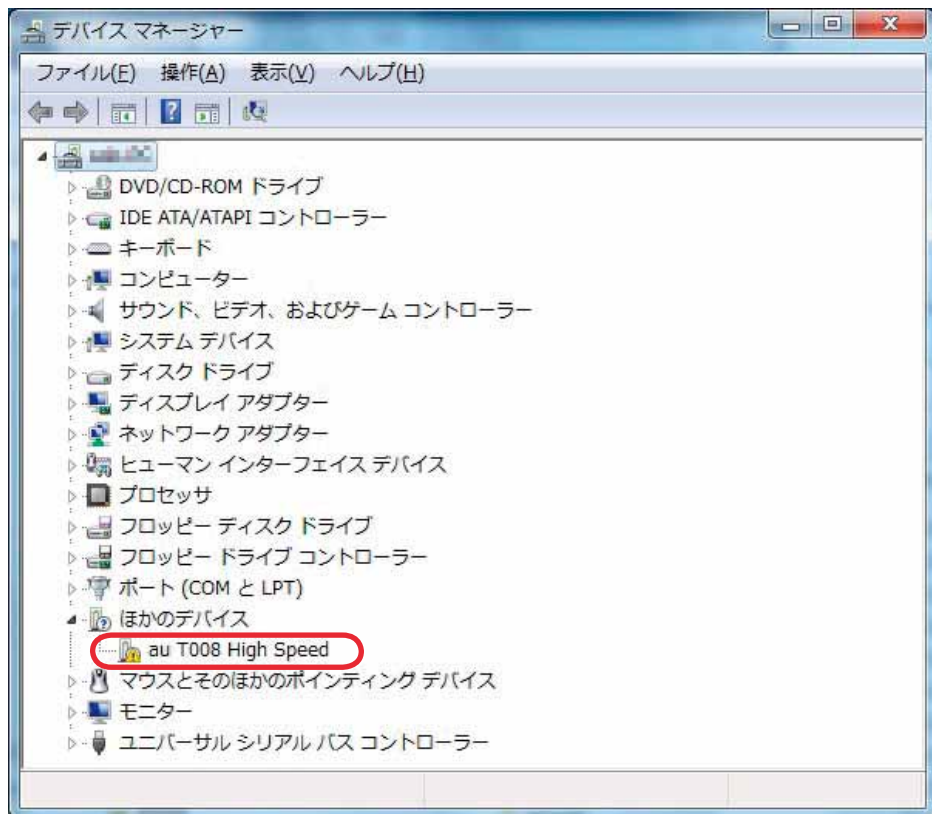 デバイス マネージャー
ファイル(F) 操作(A) 表示(V) ヘルプ(H)
DVD/CD-ROM ドライブ
IDE ATA/ATAPI コントローラー
キーボード
コンピューター
サウンド、ビデオ、およびゲーム コントローラー
システム デバイス
ディスク ドライブ
ディスプレイ アダプター
ネットワーク アダプター
ヒューマン インターフェイス デバイス
プロセッサ
フロッピー ディスク ドライブ
フロッピー ドライブ コントローラー
ポート (COM と LPT)
ほかのデバイス
au T008 High Speed
マウスとそのほかのポインティング デバイス
モニター
ユニバーサル シリアル バス コントローラー